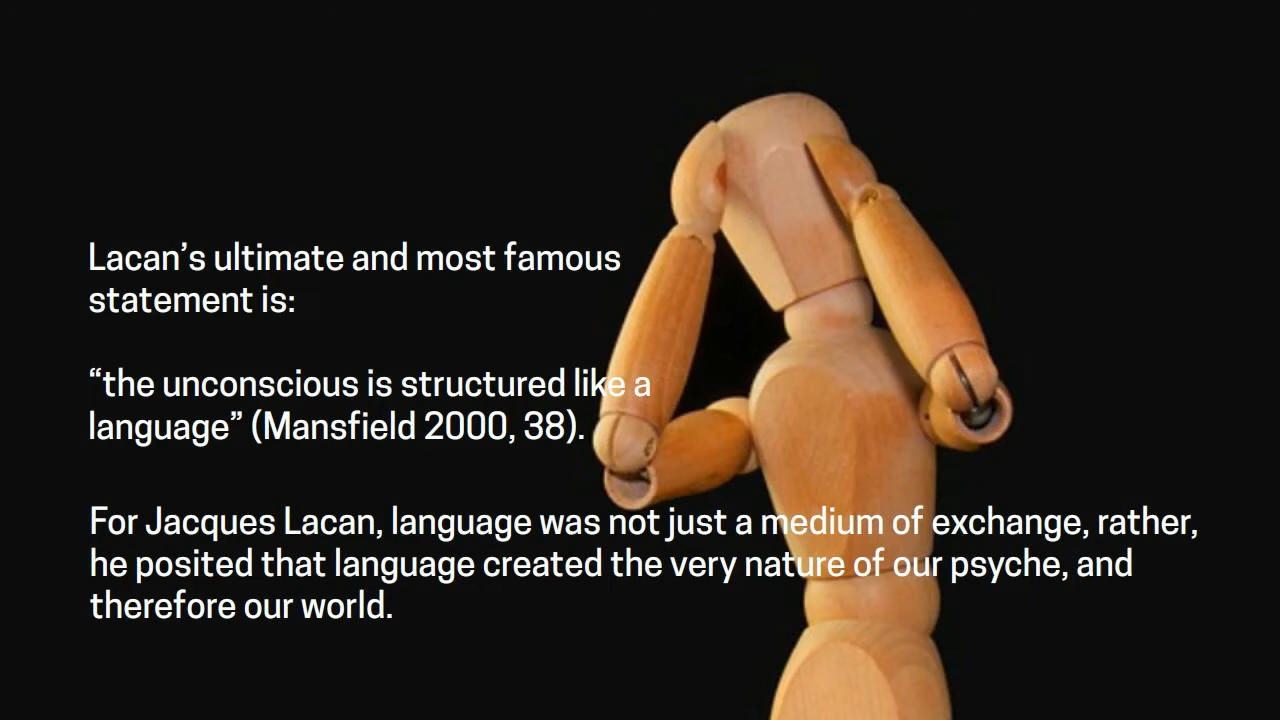 Lacan’s ultimate and most famous
statement is:
“the unconscious is structured like a
language” (Mansfield 2000, 38).
For Jacques Lacan, language was not just a medium of exchange, rather,
he posited that language created the very nature of our psyche, and
therefore our world.